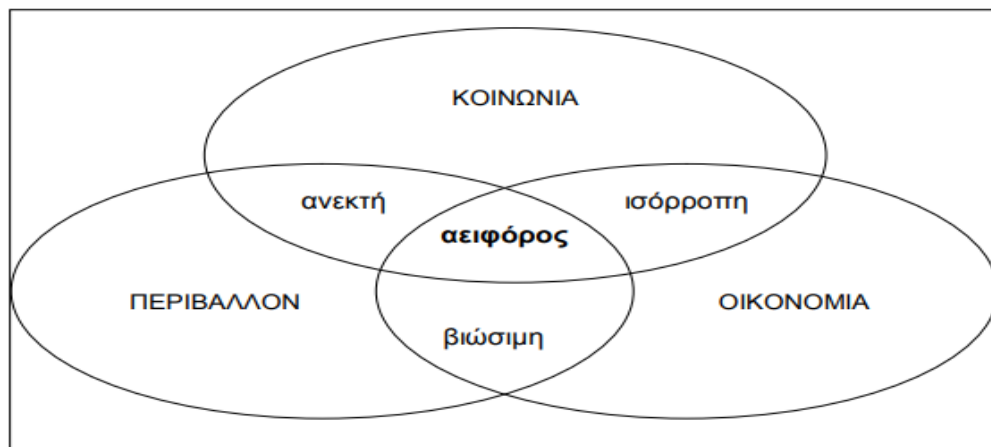 ΚΟΙΝΩΝΙΑ
ανεκτή
ισόρροπη
αειφόρος
ΠΕΡΙΒΑΛΛΟΝ
ΟΙΚΟΝΟΜΙΑ
βιώσιμη